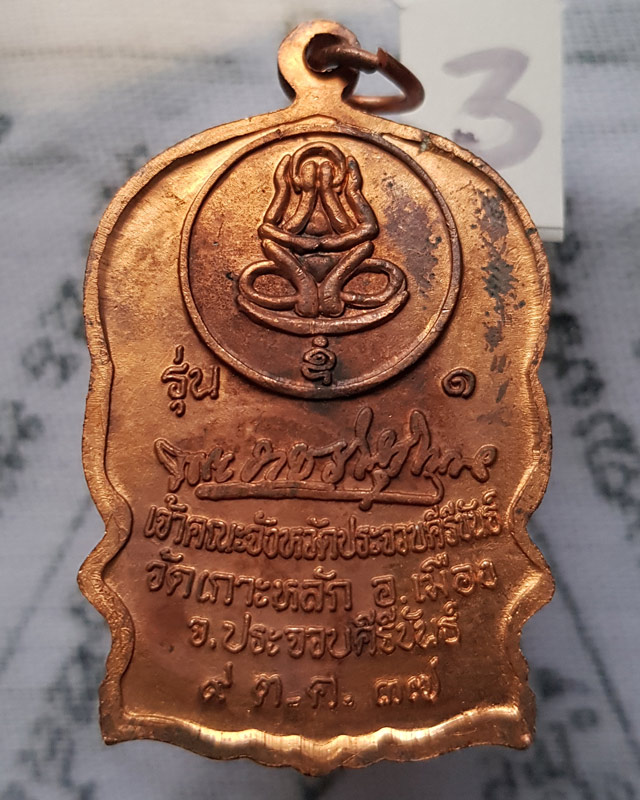 3
รุ่น ๑
เจ้าคณะจังหวัดประจวบคีรีขันธ์
วัดเกาะหลัก อ.เมือง
จ.ประจวบคีรีขันธ์
๙ ต.ค. ๓๗